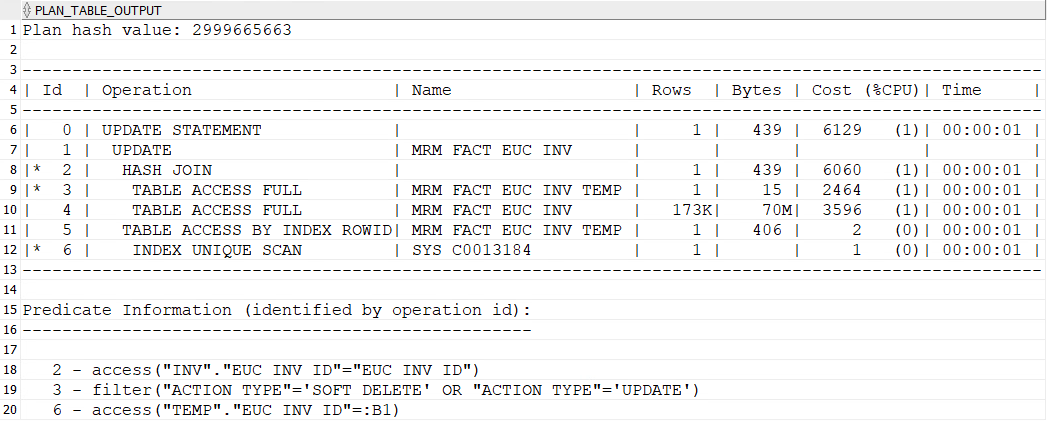 PLAN_TABLE_OUTPUT
1 Plan hash value: 2999665663
2
3 ------------------------------------------------------------------------------------------------------
4 | Id  | Operation                    | Name                  | Rows  | Bytes | Cost (%CPU)| Time     |
5 ------------------------------------------------------------------------------------------------------
6 |   0 | UPDATE STATEMENT             |                       |     1 |   439 |  6129   (1)| 00:00:01 |
7 |   1 |  UPDATE                      | MRM FACT EUC INV      |       |       |            |          |
8 |*  2 |   HASH JOIN                  |                       |     1 |   439 |  6060   (1)| 00:00:01 |
9 |*  3 |    TABLE ACCESS FULL         | MRM FACT EUC INV TEMP |     1 |    15 |  2464   (1)| 00:00:01 |
10 |   4 |    TABLE ACCESS FULL         | MRM FACT EUC INV      |   173K|    70M|  3596   (1)| 00:00:01 |
11 |   5 |   TABLE ACCESS BY INDEX ROWID| MRM FACT EUC INV TEMP |     1 |   406 |     2   (0)| 00:00:01 |
12 |*  6 |    INDEX UNIQUE SCAN         | SYS C0013184          |     1 |       |     1   (0)| 00:00:01 |
13 ------------------------------------------------------------------------------------------------------
14
15 Predicate Information (identified by operation id):
16 ---------------------------------------------------
17
18    2 - access("INV"."EUC INV ID"="EUC INV ID")
19    3 - filter("ACTION TYPE"='SOFT DELETE' OR "ACTION TYPE"='UPDATE')
20    6 - access("TEMP"."EUC INV ID"=:B1)